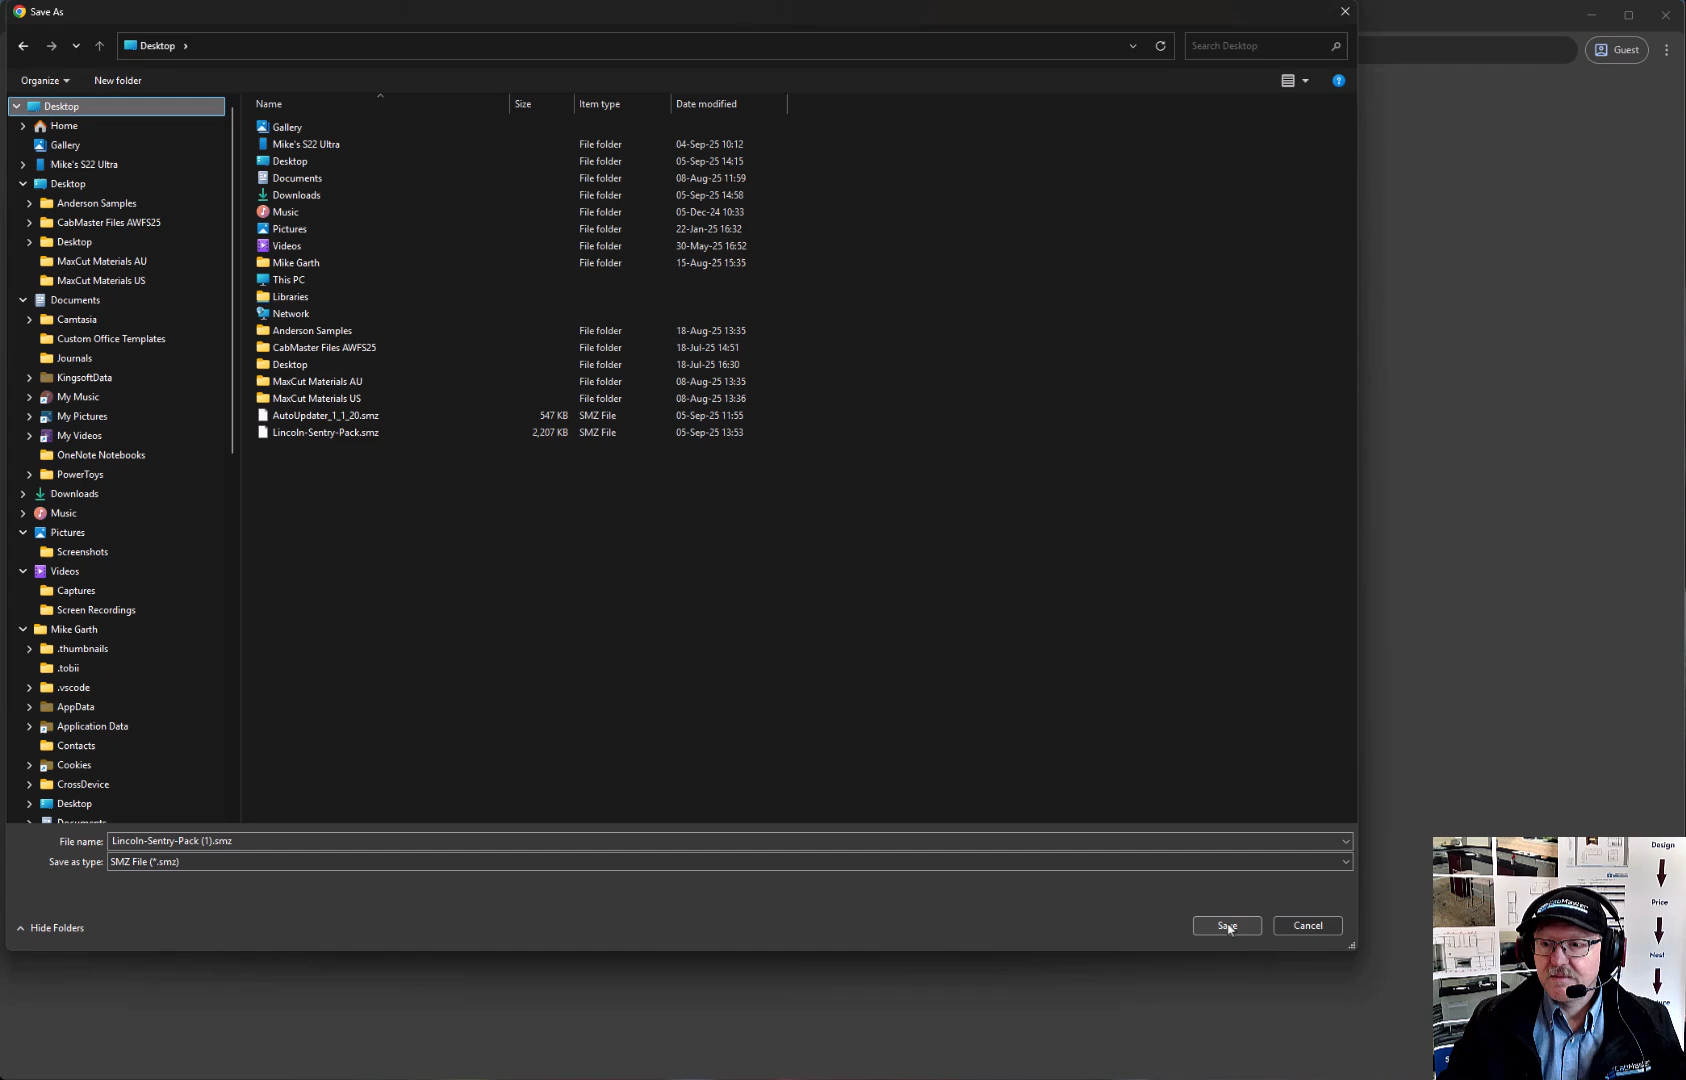 Save As
Desktop
Search Desktop
Guest
Organize
New folder
Name
Size
Item type
Date modified
Desktop
Home
Gallery
Mike's S22 Ultra
Desktop
Anderson Samples
CabMaster Files AWFS25
Desktop
MaxCut Materials AU
MaxCut Materials US
Documents
Camtasia
Custom Office Templates
Journals
KingsoftData
My Music
My Pictures
My Videos
OneNote Notebooks
PowerToys
Downloads
Music
Pictures
Screenshots
Videos
Captures
Screen Recordings
Mike Garth
.thumbnails
.tobii
.vscode
AppData
Application Data
Contacts
Cookies
CrossDevice
Desktop
Documents
Gallery
Mike's S22 Ultra File folder 04-Sep-25 10:12
Desktop File folder 05-Sep-25 14:15
Documents File folder 08-Aug-25 11:59
Downloads File folder 05-Sep-25 14:58
Music File folder 05-Dec-24 10:33
Pictures File folder 22-Jan-25 16:32
Videos File folder 30-May-25 16:52
Mike Garth File folder 15-Aug-25 15:35
This PC
Libraries
Network
Anderson Samples File folder 18-Aug-25 13:35
CabMaster Files AWFS25 File folder 18-Jul-25 14:51
Desktop File folder 18-Jul-25 16:30
MaxCut Materials AU File folder 08-Aug-25 13:35
MaxCut Materials US File folder 08-Aug-25 13:36
AutoUpdater_1_1_20.smz 547 KB SMZ File 05-Sep-25 11:55
Lincoln-Sentry-Pack.smz 2,207 KB SMZ File 05-Sep-25 13:53
File name: Lincoln-Sentry-Pack (1).smz
Save as type: SMZ File (*.smz)
Hide Folders
Save
Cancel
Design
Price
Nest
CabMaster